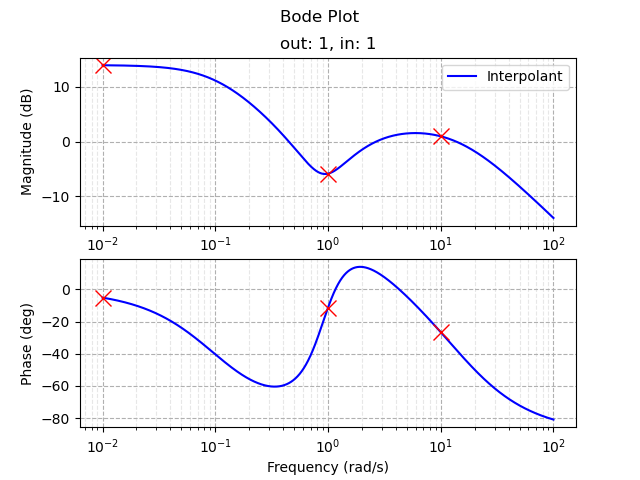 Bode Plot
out: 1, in: 1
Magnitude (dB)
10
0
−10
Interpolant
10⁻² 10⁻¹ 10⁰ 10¹ 10²
Phase (deg)
0
−20
−40
−60
−80
10⁻² 10⁻¹ 10⁰ 10¹ 10²
Frequency (rad/s)